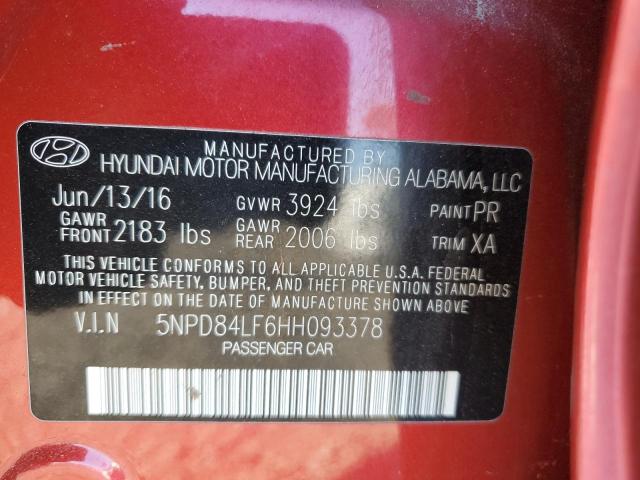 MANUFACTURED BY
HYUNDAI MOTOR MANUFACTURING ALABAMA, LLC
Jun/13/16 GVWR 3924 lbs PAINT PR
GAWR FRONT 2183 lbs GAWR REAR 2006 lbs TRIM XA
THIS VEHICLE CONFORMS TO ALL APPLICABLE U.S.A. FEDERAL
MOTOR VEHICLE SAFETY, BUMPER, AND THEFT PREVENTION STANDARDS
IN EFFECT ON THE DATE OF MANUFACTURE SHOWN ABOVE
V.I.N 5NPD84LF6HH093378
PASSENGER CAR